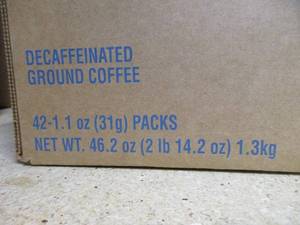 DECAFFEINATED
GROUND COFFEE
42-1.1 oz (31g) PACKS
NET WT. 46.2 oz (2 lb 14.2 oz) 1.3kg